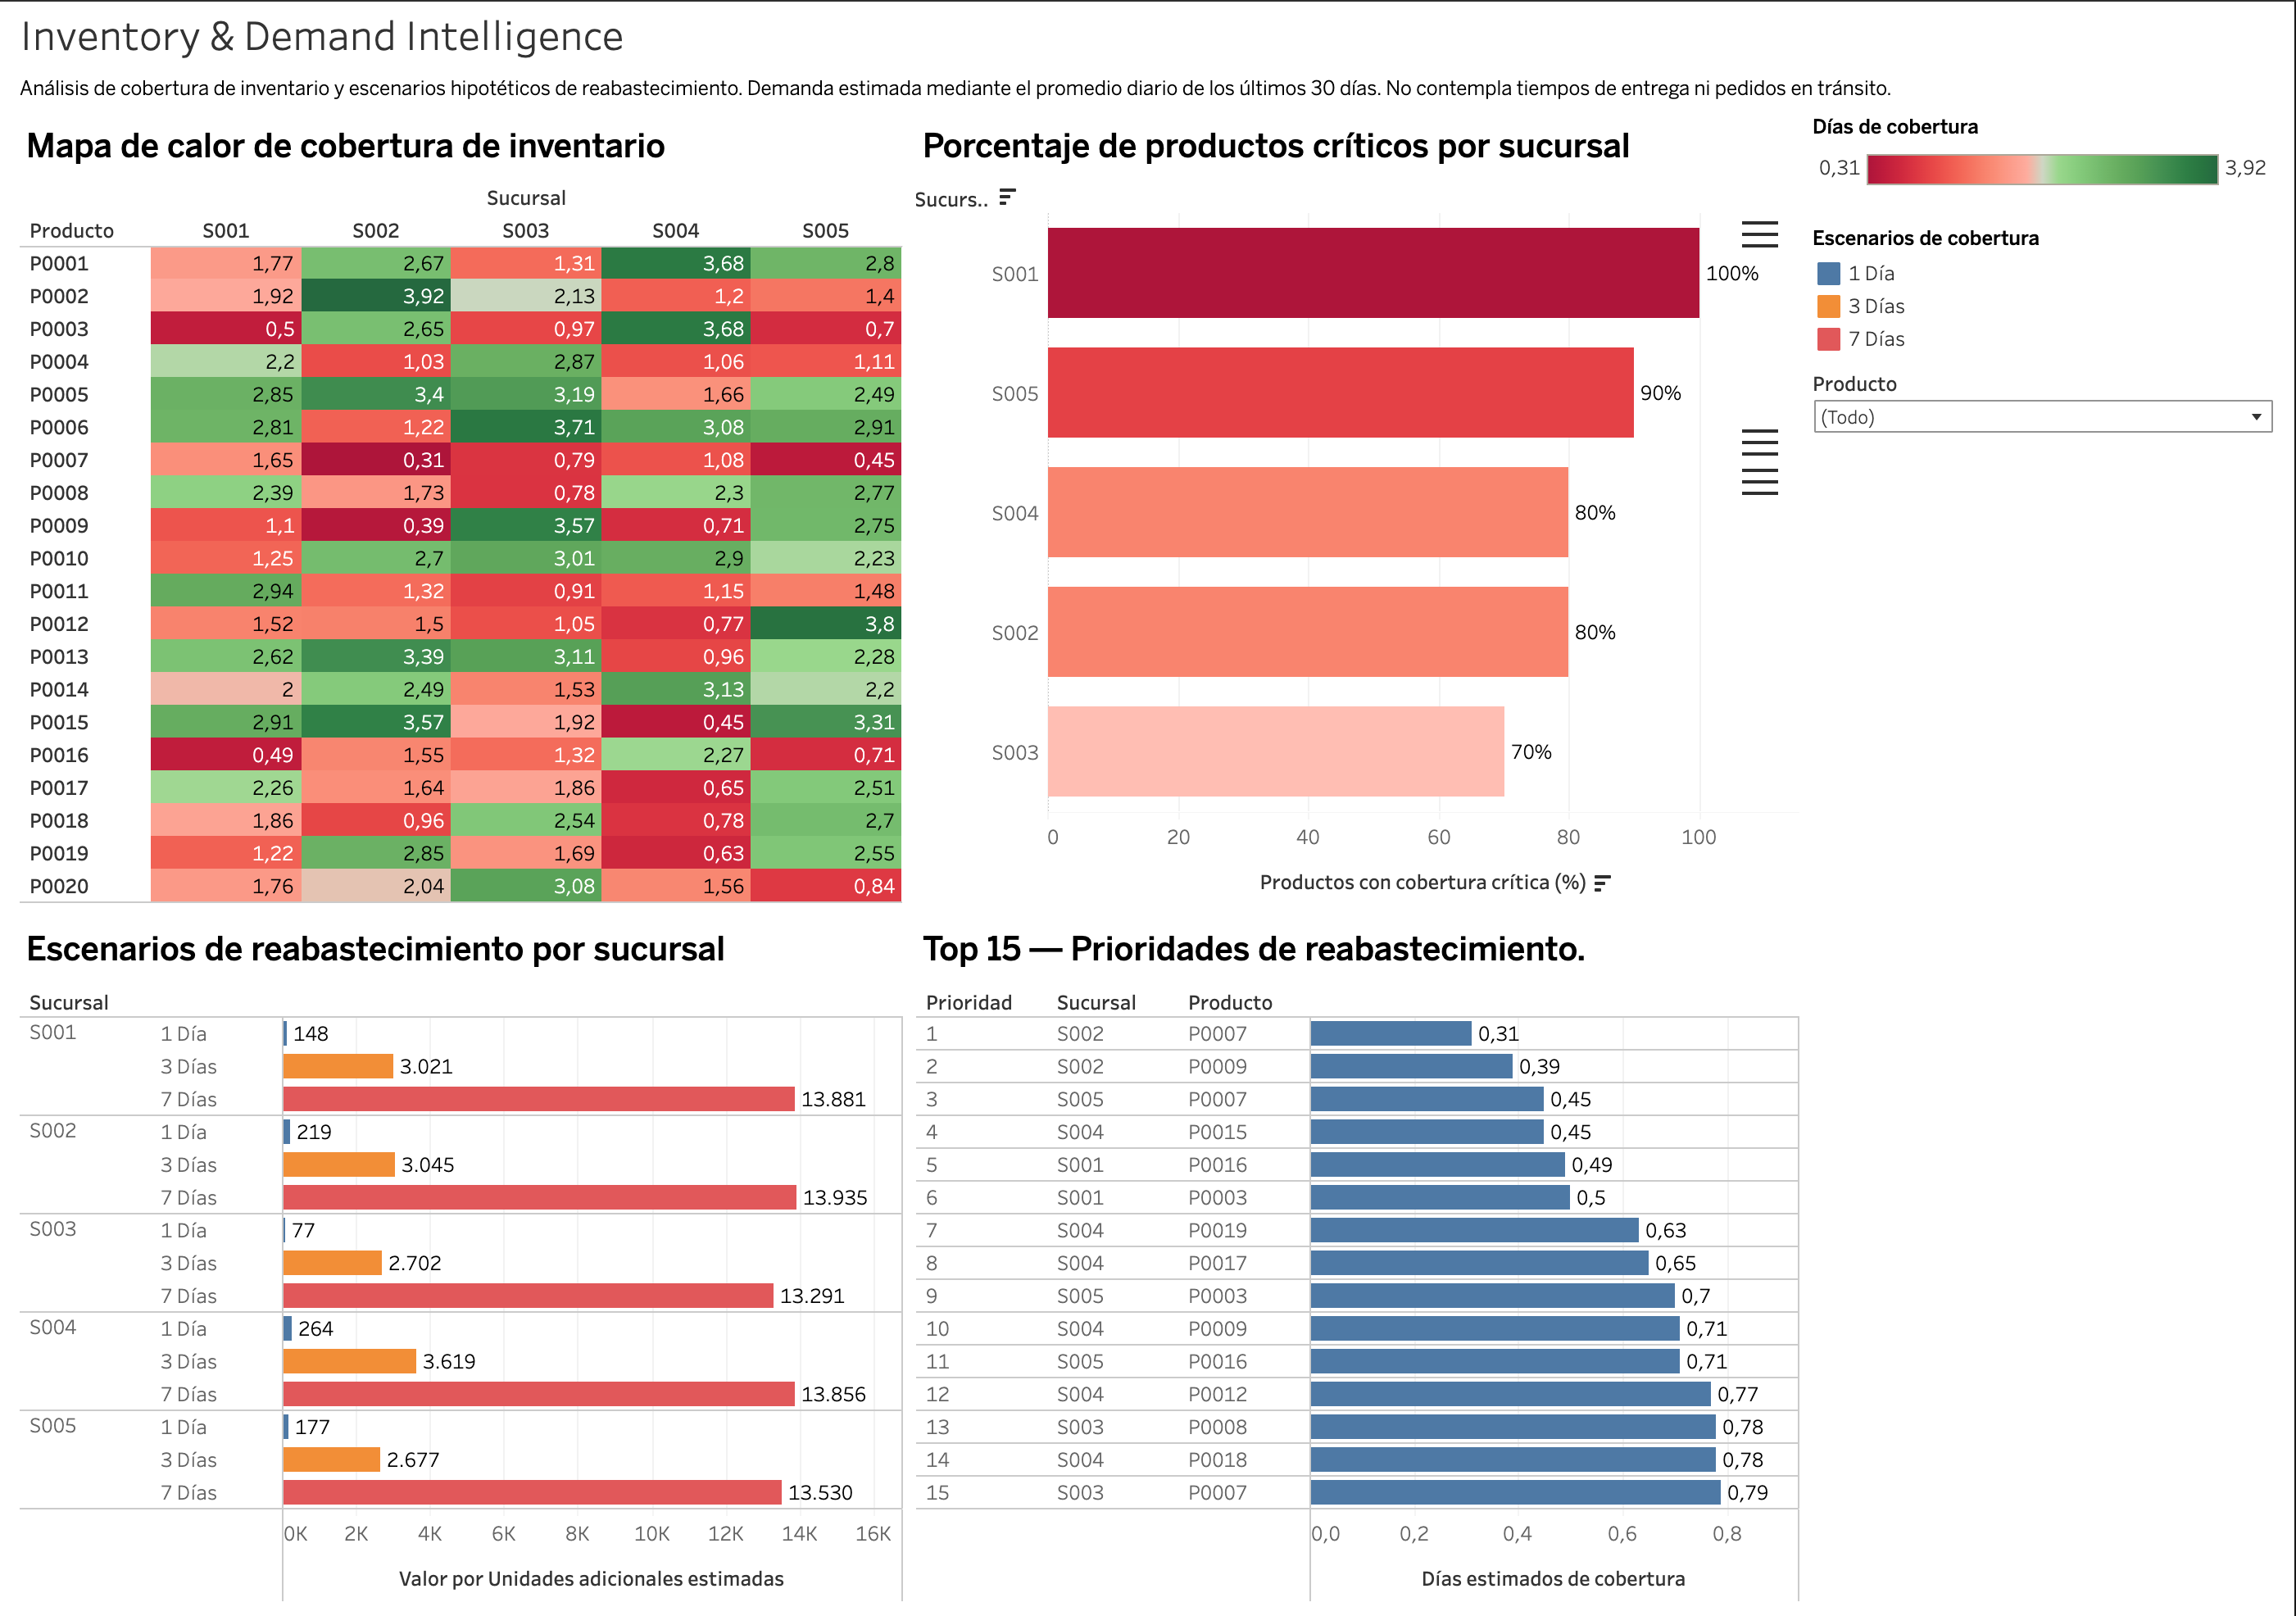 Inventory & Demand Intelligence
Análisis de cobertura de inventario y escenarios hipotéticos de reabastecimiento. Demanda estimada mediante el promedio diario de los últimos 30 días. No contempla tiempos de entrega ni pedidos en tránsito.
Mapa de calor de cobertura de inventario
Sucursal
Producto S001 S002 S003 S004 S005
P0001 1,77 2,67 1,31 3,68 2,8
P0002 1,92 3,92 2,13 1,2 1,4
P0003 0,5 2,65 0,97 3,68 0,7
P0004 2,2 1,03 2,87 1,06 1,11
P0005 2,85 3,4 3,19 1,66 2,49
P0006 2,81 1,22 3,71 3,08 2,91
P0007 1,65 0,31 0,79 1,08 0,45
P0008 2,39 1,73 0,78 2,3 2,77
P0009 1,1 0,39 3,57 0,71 2,75
P0010 1,25 2,7 3,01 2,9 2,23
P0011 2,94 1,32 0,91 1,15 1,48
P0012 1,52 1,5 1,05 0,77 3,8
P0013 2,62 3,39 3,11 0,96 2,28
P0014 2 2,49 1,53 3,13 2,2
P0015 2,91 3,57 1,92 0,45 3,31
P0016 0,49 1,55 1,32 2,27 0,71
P0017 2,26 1,64 1,86 0,65 2,51
P0018 1,86 0,96 2,54 0,78 2,7
P0019 1,22 2,85 1,69 0,63 2,55
P0020 1,76 2,04 3,08 1,56 0,84
Porcentaje de productos críticos por sucursal
Sucurs..
S001 100%
S005 90%
S004 80%
S002 80%
S003 70%
0 20 40 60 80 100
Productos con cobertura crítica (%)
Días de cobertura
0,31 3,92
Escenarios de cobertura
1 Día
3 Días
7 Días
Producto
(Todo)
Escenarios de reabastecimiento por sucursal
Sucursal
S001 1 Día 148
3 Días 3.021
7 Días 13.881
S002 1 Día 219
3 Días 3.045
7 Días 13.935
S003 1 Día 77
3 Días 2.702
7 Días 13.291
S004 1 Día 264
3 Días 3.619
7 Días 13.856
S005 1 Día 177
3 Días 2.677
7 Días 13.530
0K 2K 4K 6K 8K 10K 12K 14K 16K
Valor por Unidades adicionales estimadas
Top 15 — Prioridades de reabastecimiento.
Prioridad Sucursal Producto
1 S002 P0007 0,31
2 S002 P0009 0,39
3 S005 P0007 0,45
4 S004 P0015 0,45
5 S001 P0016 0,49
6 S001 P0003 0,5
7 S004 P0019 0,63
8 S004 P0017 0,65
9 S005 P0003 0,7
10 S004 P0009 0,71
11 S005 P0016 0,71
12 S004 P0012 0,77
13 S003 P0008 0,78
14 S004 P0018 0,78
15 S003 P0007 0,79
0,0 0,2 0,4 0,6 0,8
Días estimados de cobertura